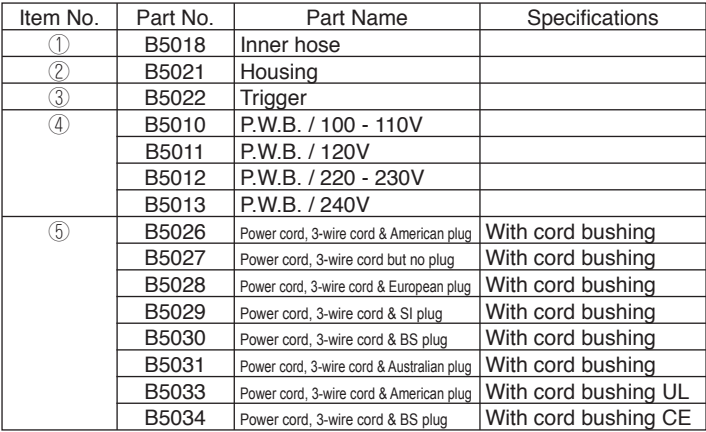 Item No. Part No. Part Name Specifications
① B5018 Inner hose
② B5021 Housing
③ B5022 Trigger
④ B5010 P.W.B. / 100 - 110V
B5011 P.W.B. / 120V
B5012 P.W.B. / 220 - 230V
B5013 P.W.B. / 240V
⑤ B5026 Power cord, 3-wire cord & American plug With cord bushing
B5027 Power cord, 3-wire cord but no plug With cord bushing
B5028 Power cord, 3-wire cord & European plug With cord bushing
B5029 Power cord, 3-wire cord & SI plug With cord bushing
B5030 Power cord, 3-wire cord & BS plug With cord bushing
B5031 Power cord, 3-wire cord & Australian plug With cord bushing
B5033 Power cord, 3-wire cord & American plug With cord bushing UL
B5034 Power cord, 3-wire cord & BS plug With cord bushing CE